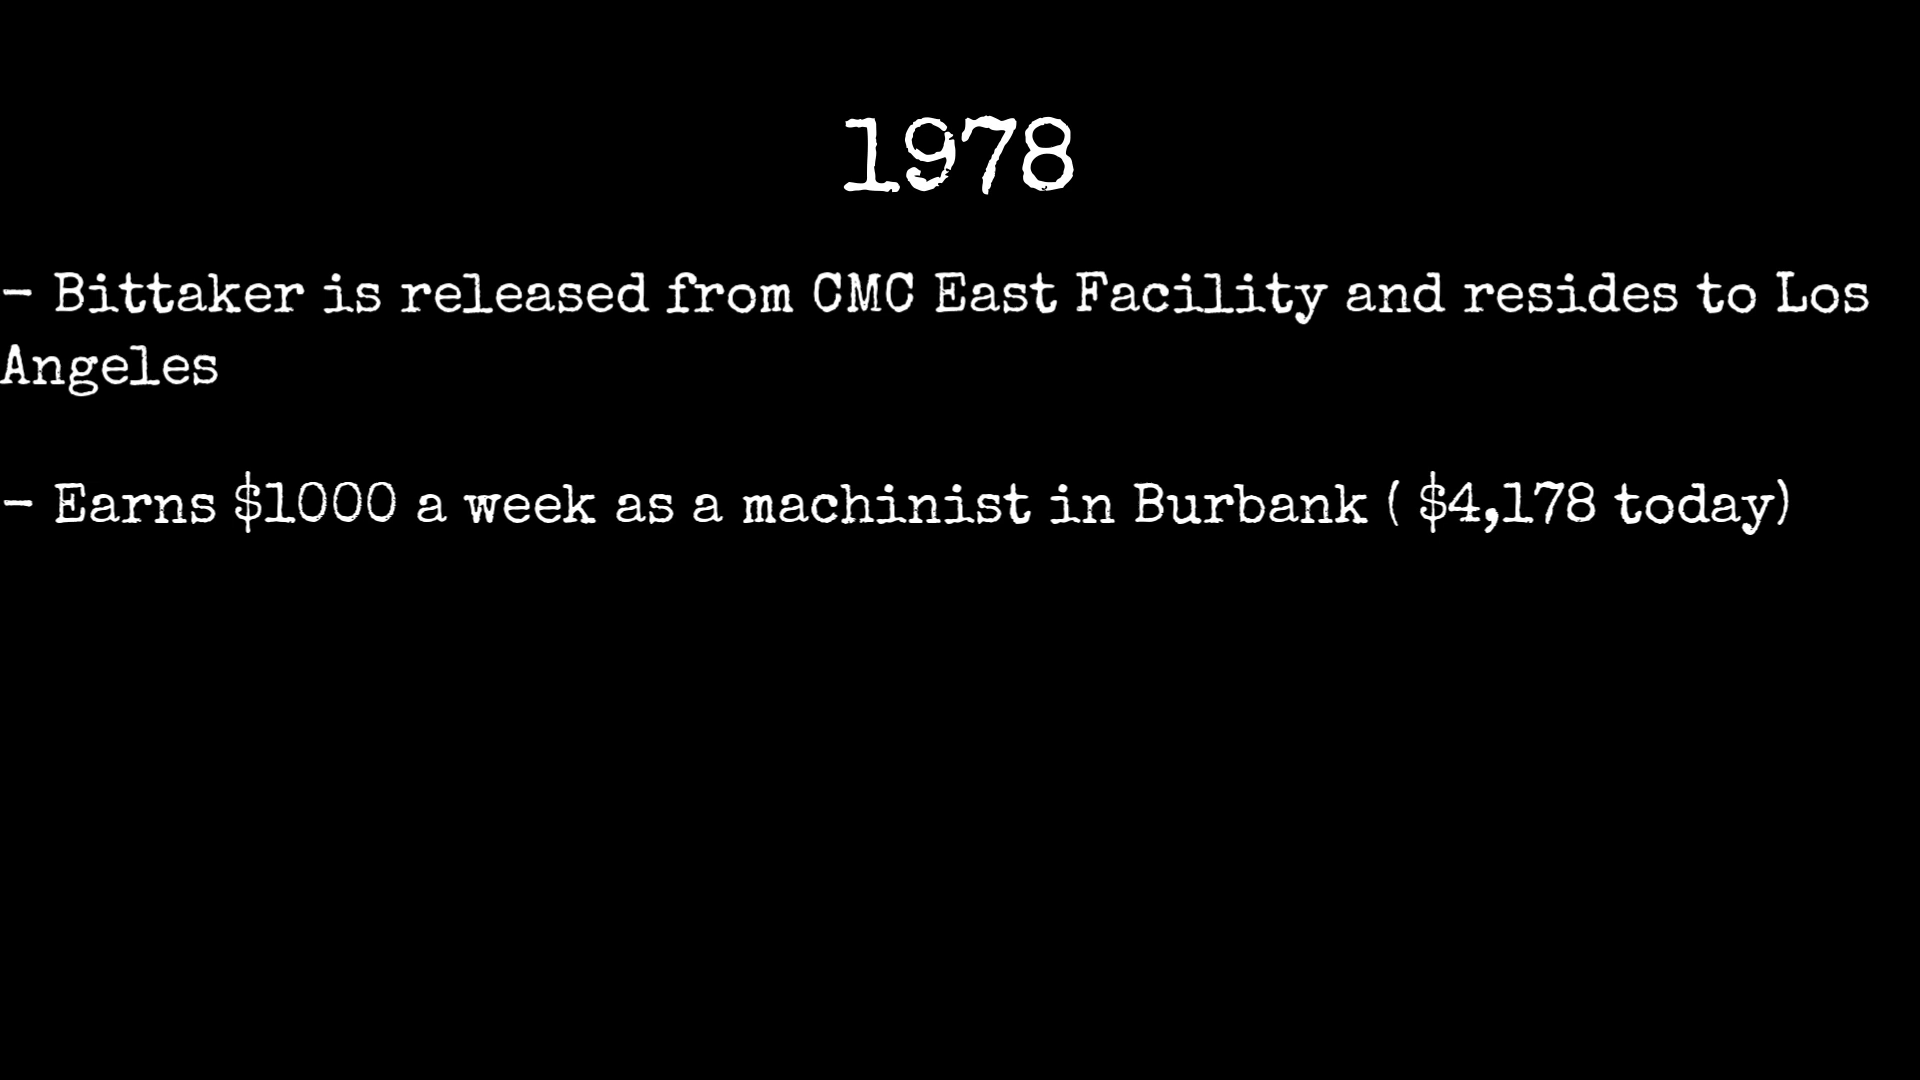 1978
- Bittaker is released from CMC East Facility and resides to Los
Angeles
- Earns $1000 a week as a machinist in Burbank ( $4,178 today)